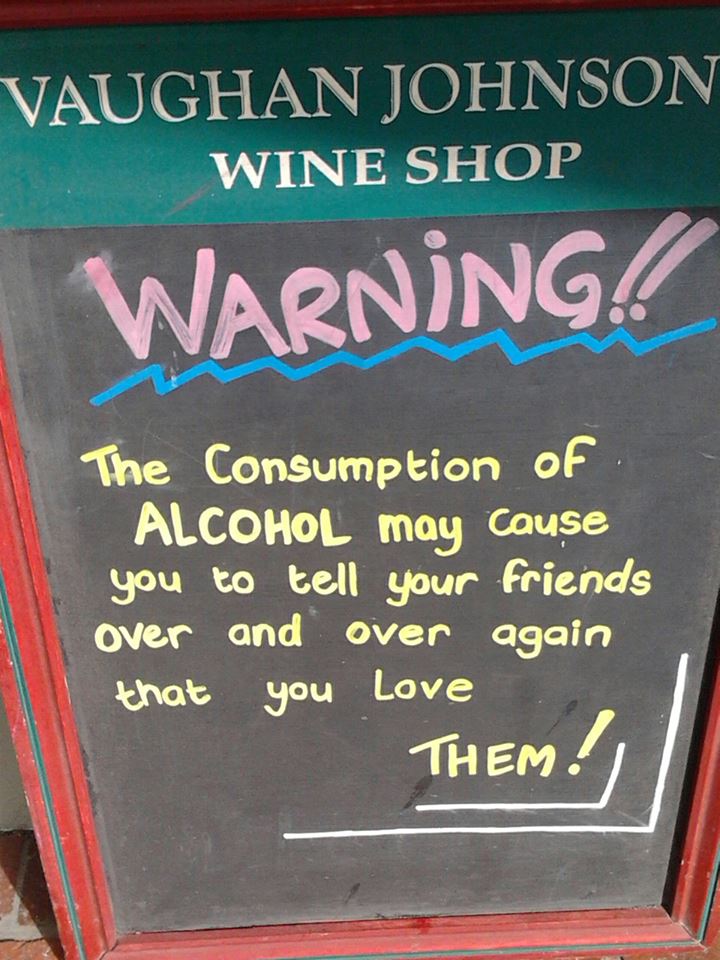 VAUGHAN JOHNSON
WINE SHOP
WARNiNG!!
The Consumption of
ALCOHOL may cause
you to tell your friends
over and over again
that you Love
THEM!